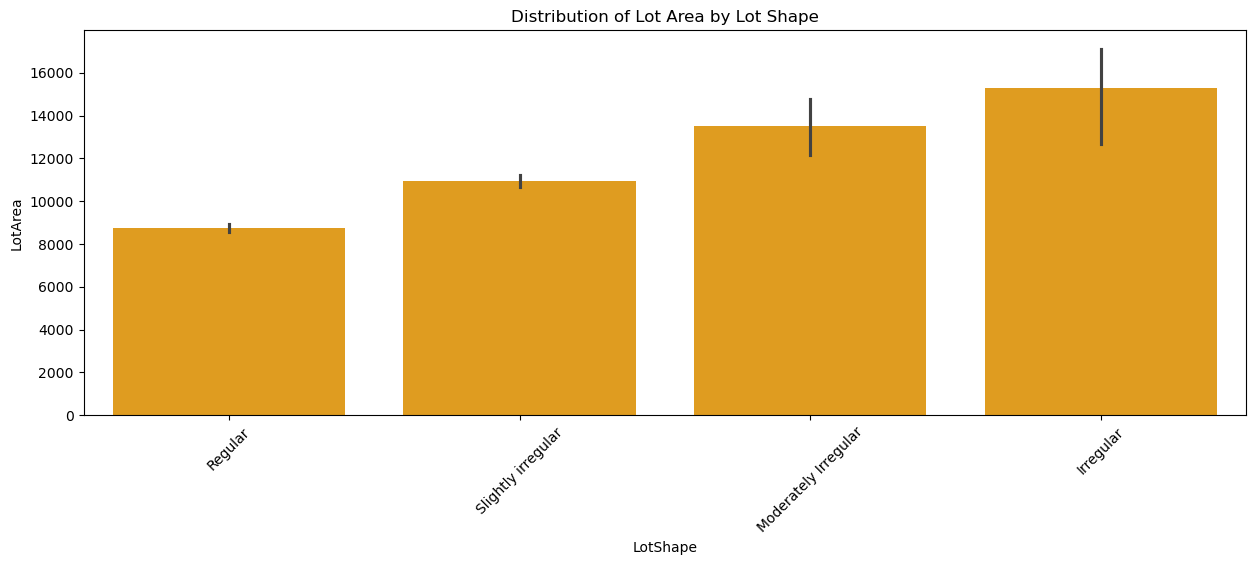 Distribution of Lot Area by Lot Shape
LotArea
16000
14000
12000
10000
8000
6000
4000
2000
0
Regular
Slightly irregular
Moderately Irregular
Irregular
LotShape